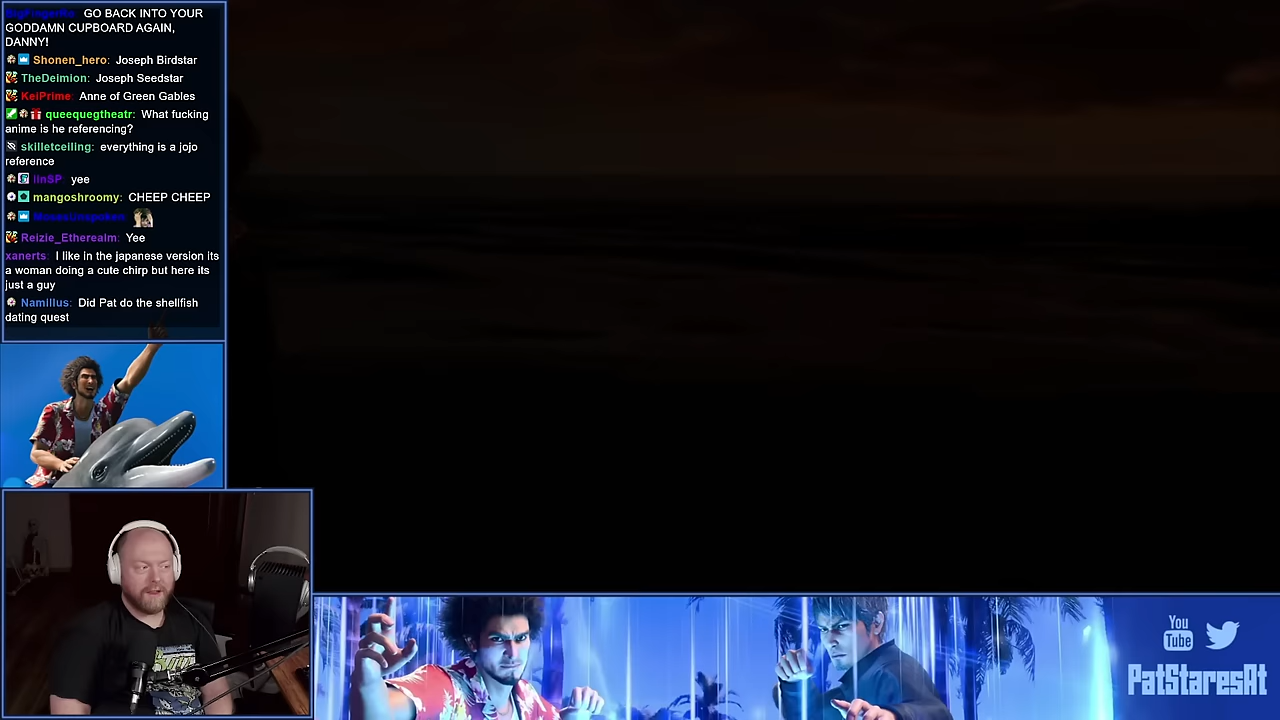 GO BACK INTO YOUR
GODDAMN CUPBOARD AGAIN,
DANNY!
Shonen_hero: Joseph Birdstar
TheDeimion: Joseph Seedstar
KeiPrime: Anne of Green Gables
queequegtheatr: What fucking
anime is he referencing?
skilletceiling: everything is a jojo
reference
iinSP: yee
mangoshroomy: CHEEP CHEEP
Reizie_Etherealm: Yee
xanerts: I like in the japanese version its
a woman doing a cute chirp but here its
just a guy
Namillus: Did Pat do the shellfish
dating quest
You
Tube
PatStaresAt